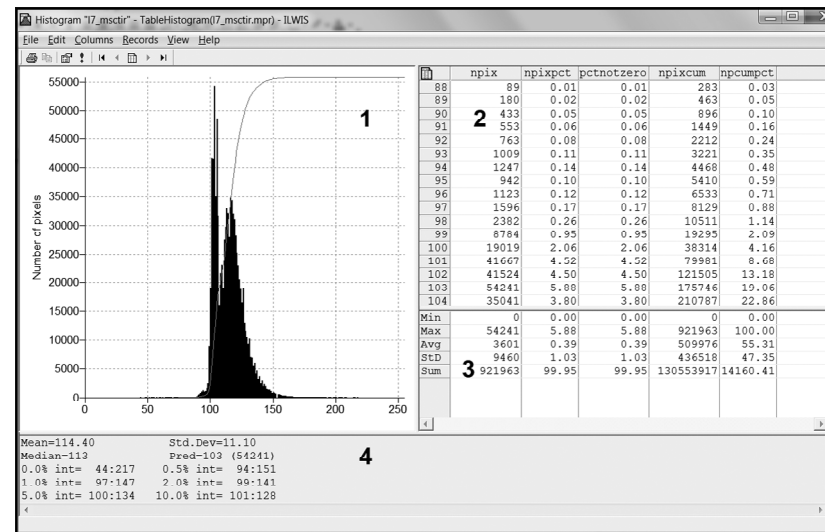 Histogram "l7_msctir" - TableHistogram(l7_msctir.mpr) - ILWIS
File Edit Columns Records View Help
55000
50000
45000
40000
35000
30000
25000
20000
15000
10000
5000
0
Number of pixels
0 50 100 150 200 250
1
npix npixpct pctnotzero npixcum npcumpct
88 89 0.01 0.01 283 0.03
89 180 0.02 0.02 463 0.05
90 433 0.05 0.05 896 0.10
91 553 0.06 0.06 1449 0.16
92 763 0.08 0.08 2212 0.24
93 1009 0.11 0.11 3221 0.35
94 1247 0.14 0.14 4468 0.48
95 942 0.10 0.10 5410 0.59
96 1123 0.12 0.12 6533 0.71
97 1596 0.17 0.17 8129 0.88
98 2382 0.26 0.26 10511 1.14
99 8784 0.95 0.95 19295 2.09
100 19019 2.06 2.06 38314 4.16
101 41667 4.52 4.52 79981 8.68
102 41524 4.50 4.50 121505 13.18
103 54241 5.88 5.88 175746 19.06
104 35041 3.80 3.80 210787 22.86
2
Min 0 0.00 0.00 0 0.00
Max 54241 5.88 5.88 921963 100.00
Avg 3601 0.39 0.39 509976 55.31
StD 9460 1.03 1.03 436518 47.35
Sum 921963 99.95 99.95 130553917 14160.41
3
Mean=114.40 Std.Dev=11.10
Median=113 Pred=103 (54241)
0.0% int= 44:217 0.5% int= 94:151
1.0% int= 97:147 2.0% int= 99:141
5.0% int= 100:134 10.0% int= 101:128
4